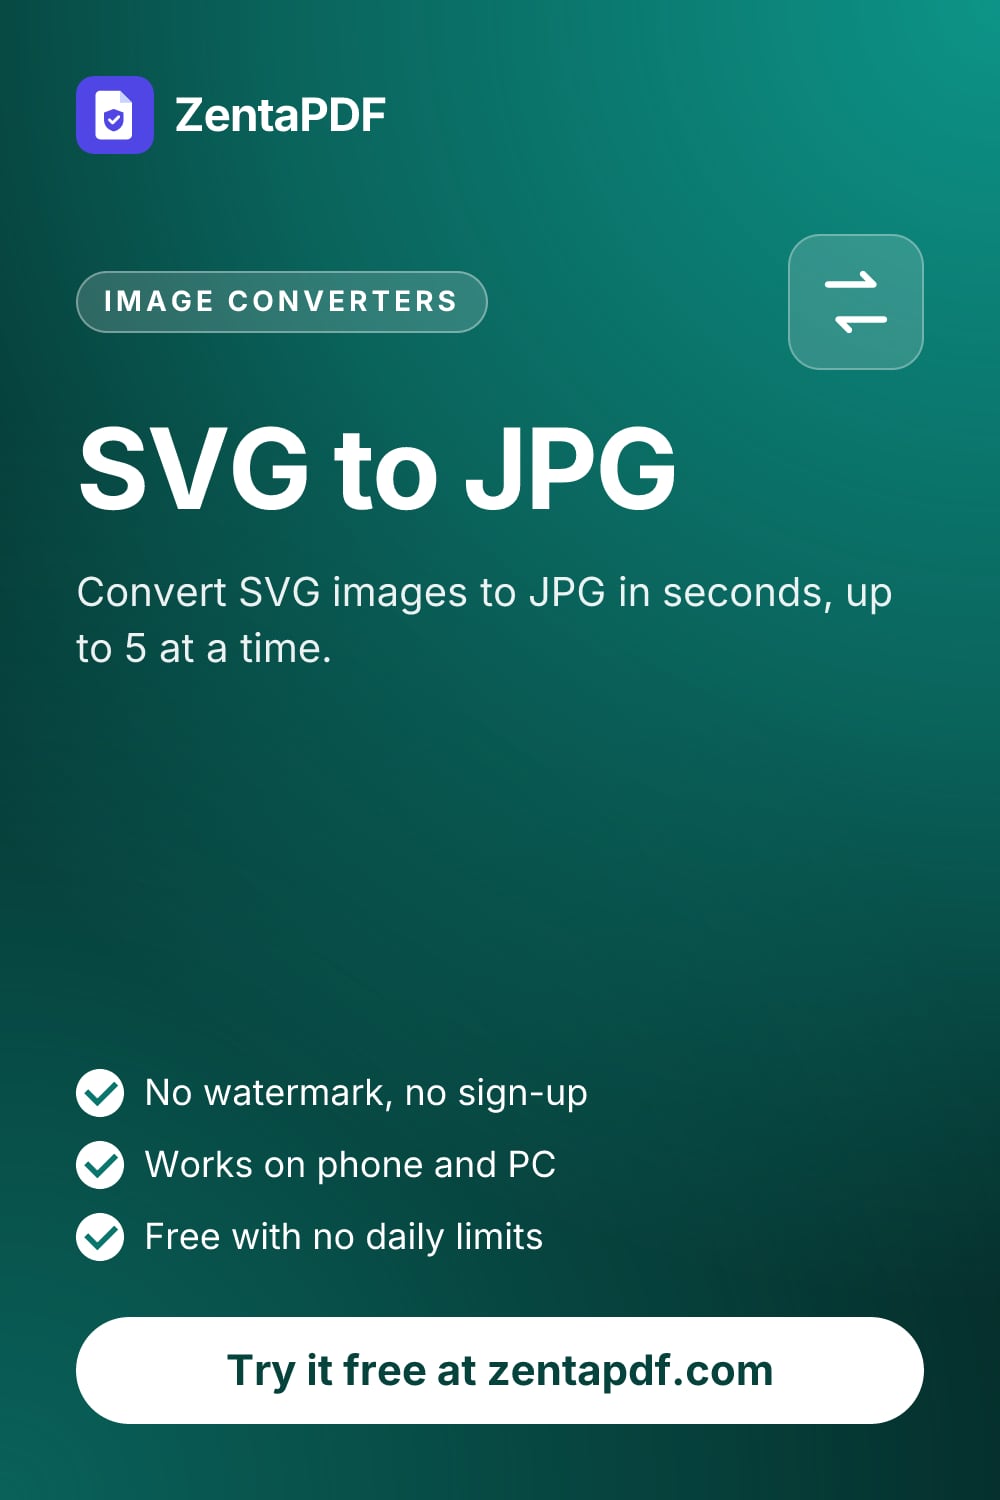 ZentaPDF
IMAGE CONVERTERS
SVG to JPG
Convert SVG images to JPG in seconds, up
to 5 at a time.
No watermark, no sign-up
Works on phone and PC
Free with no daily limits
Try it free at zentapdf.com